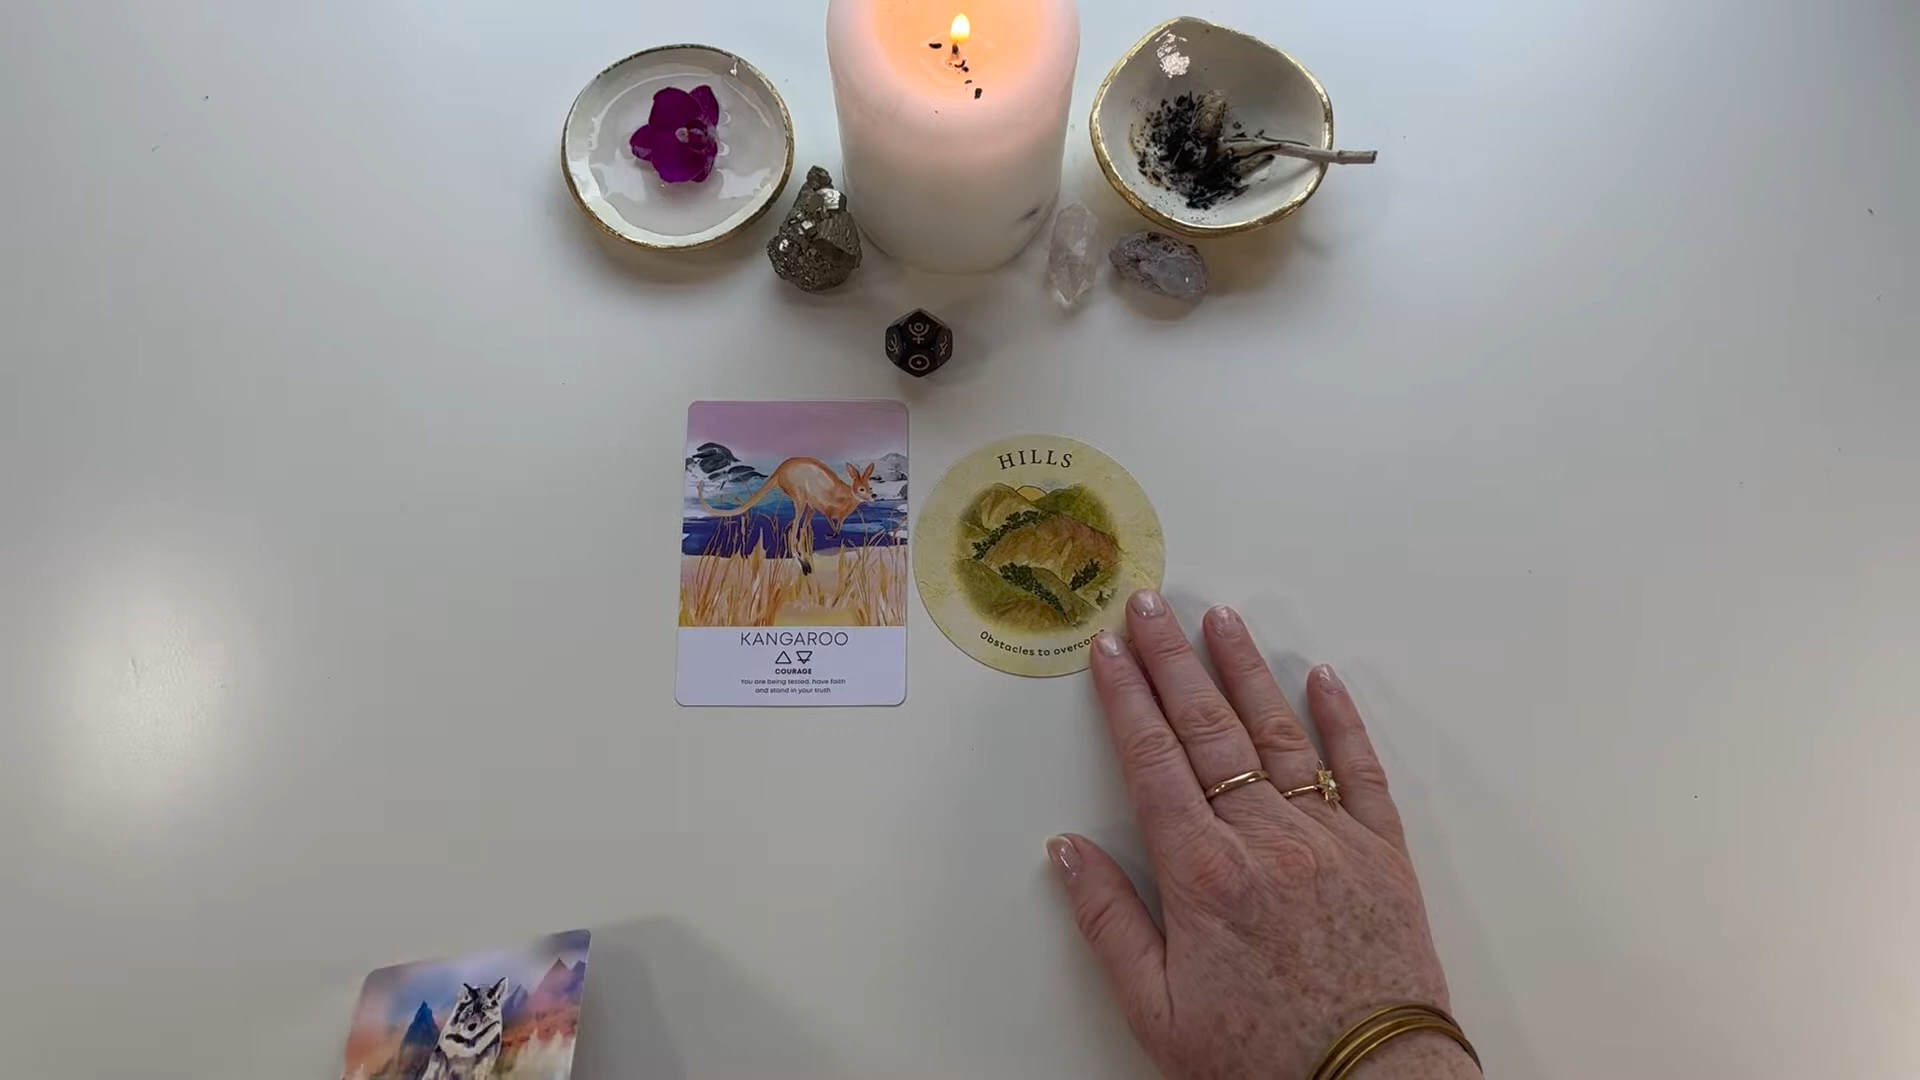 HILLS
Obstacles to overcome
KANGAROO
COURAGE
You are being tested, have faith
and stand in your truth